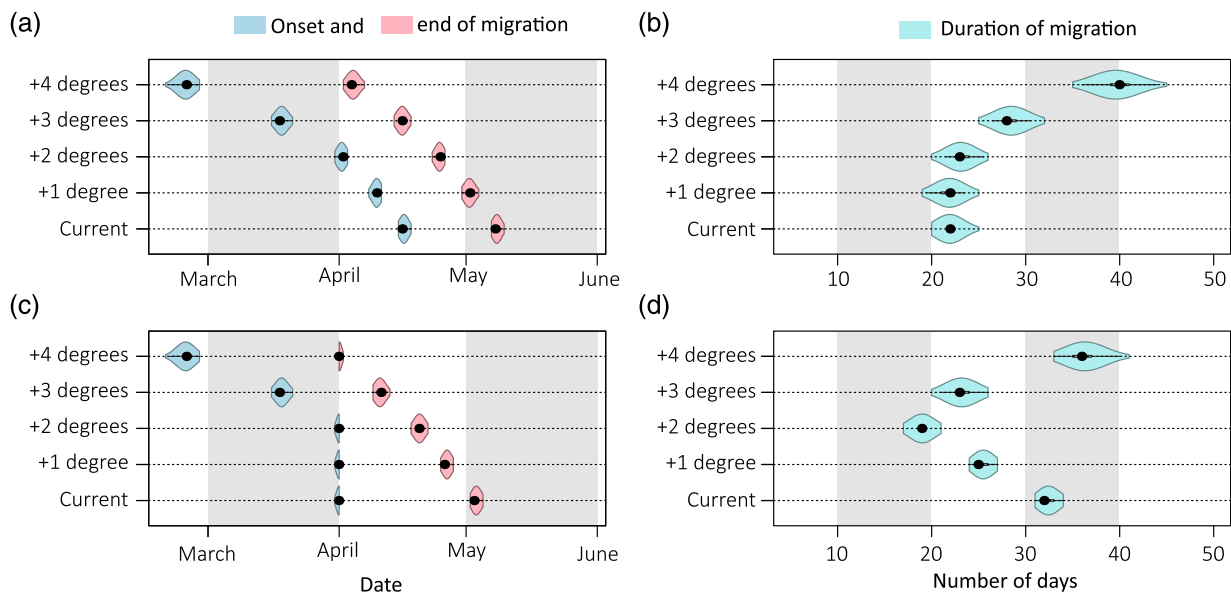 (a)
Onset and end of migration
+4 degrees
+3 degrees
+2 degrees
+1 degree
Current
March April May June
(b)
Duration of migration
+4 degrees
+3 degrees
+2 degrees
+1 degree
Current
10 20 30 40 50
(c)
+4 degrees
+3 degrees
+2 degrees
+1 degree
Current
March April May June
Date
(d)
+4 degrees
+3 degrees
+2 degrees
+1 degree
Current
10 20 30 40 50
Number of days